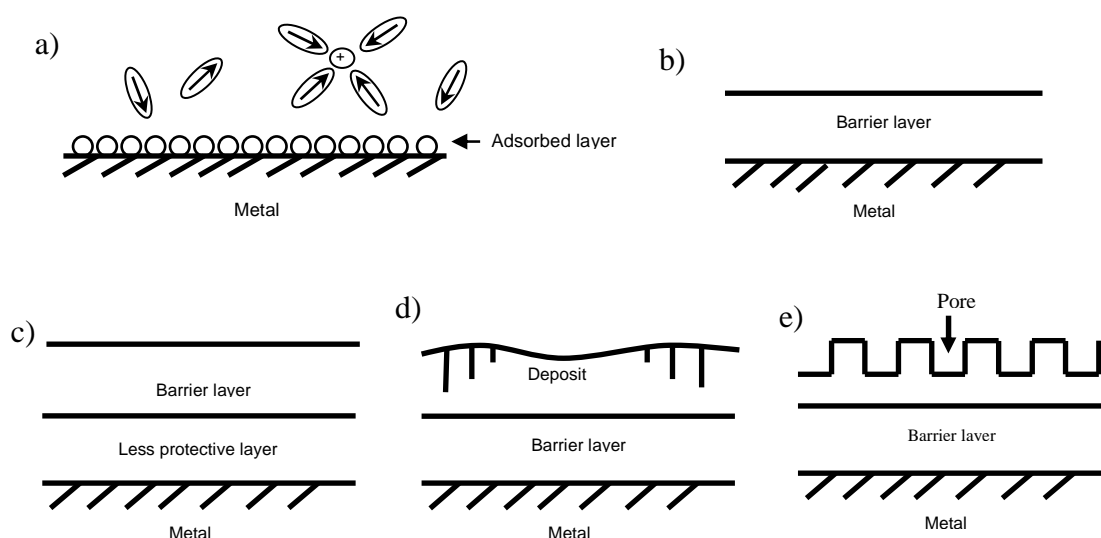 a)
+
Adsorbed layer
Metal
b)
Barrier layer
Metal
c)
Barrier layer
Less protective layer
Metal
d)
Deposit
Barrier layer
Metal
e)
Pore
Barrier layer
Metal